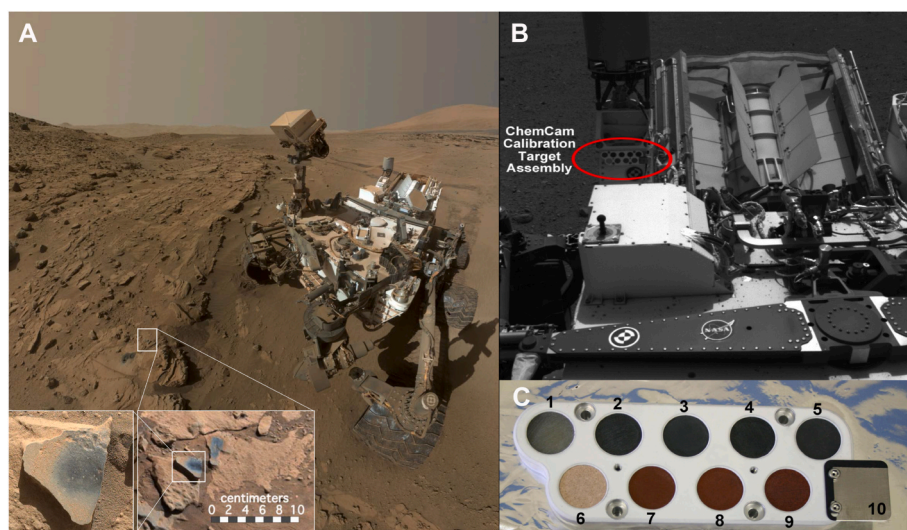 A
centimeters
0 2 4 6 8 10
B
ChemCam
Calibration
Target
Assembly
NASA
C
1 2 3 4 5
6 7 8 9 10